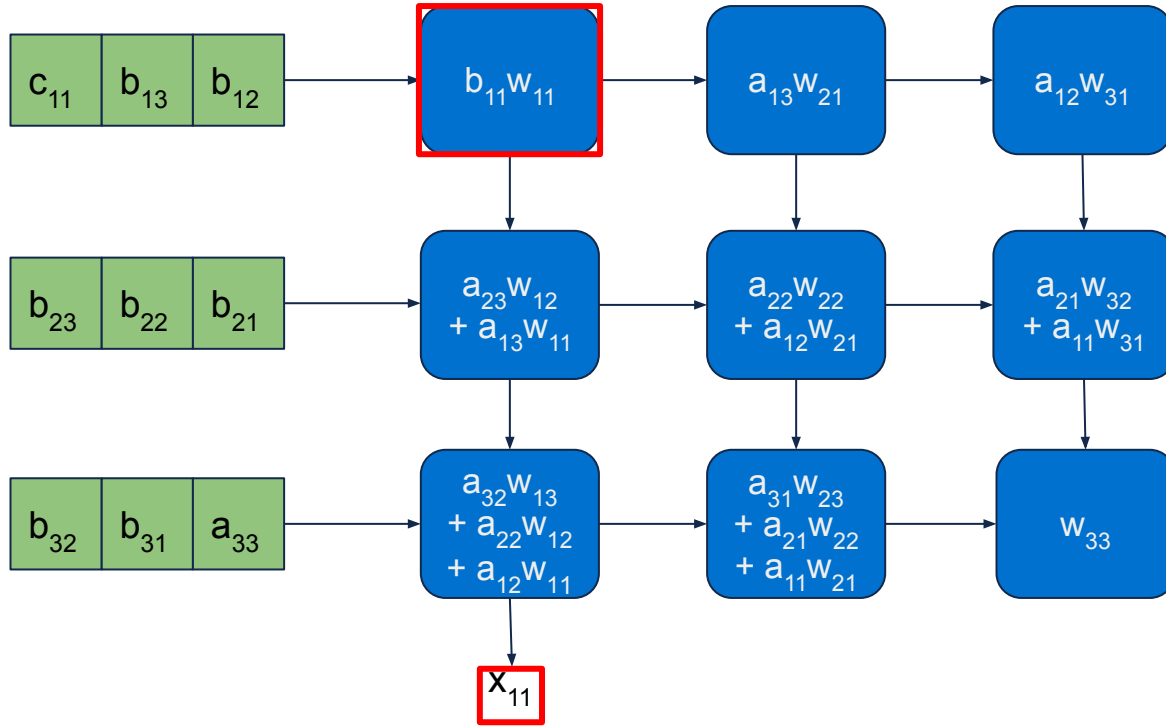 c₁₁ b₁₃ b₁₂
b₁₁w₁₁
a₁₃w₂₁
a₁₂w₃₁
b₂₃ b₂₂ b₂₁
a₂₃w₁₂
+ a₁₃w₁₁
a₂₂w₂₂
+ a₁₂w₂₁
a₂₁w₃₂
+ a₁₁w₃₁
b₃₂ b₃₁ a₃₃
a₃₂w₁₃
+ a₂₂w₁₂
+ a₁₂w₁₁
a₃₁w₂₃
+ a₂₁w₂₂
+ a₁₁w₂₁
w₃₃
x₁₁